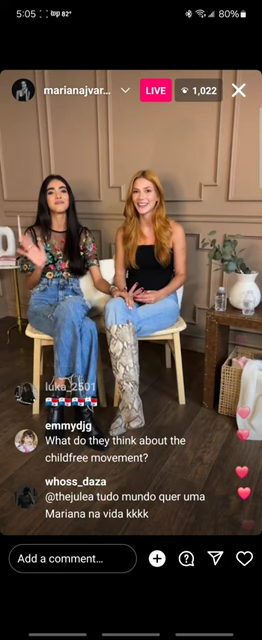 5:05
82°
80%
marianajvar...
LIVE
1,022
luka_2501
emmydjg
What do they think about the
childfree movement?
whoss_daza
@thejulea tudo mundo quer uma
Mariana na vida kkkk
Add a comment...